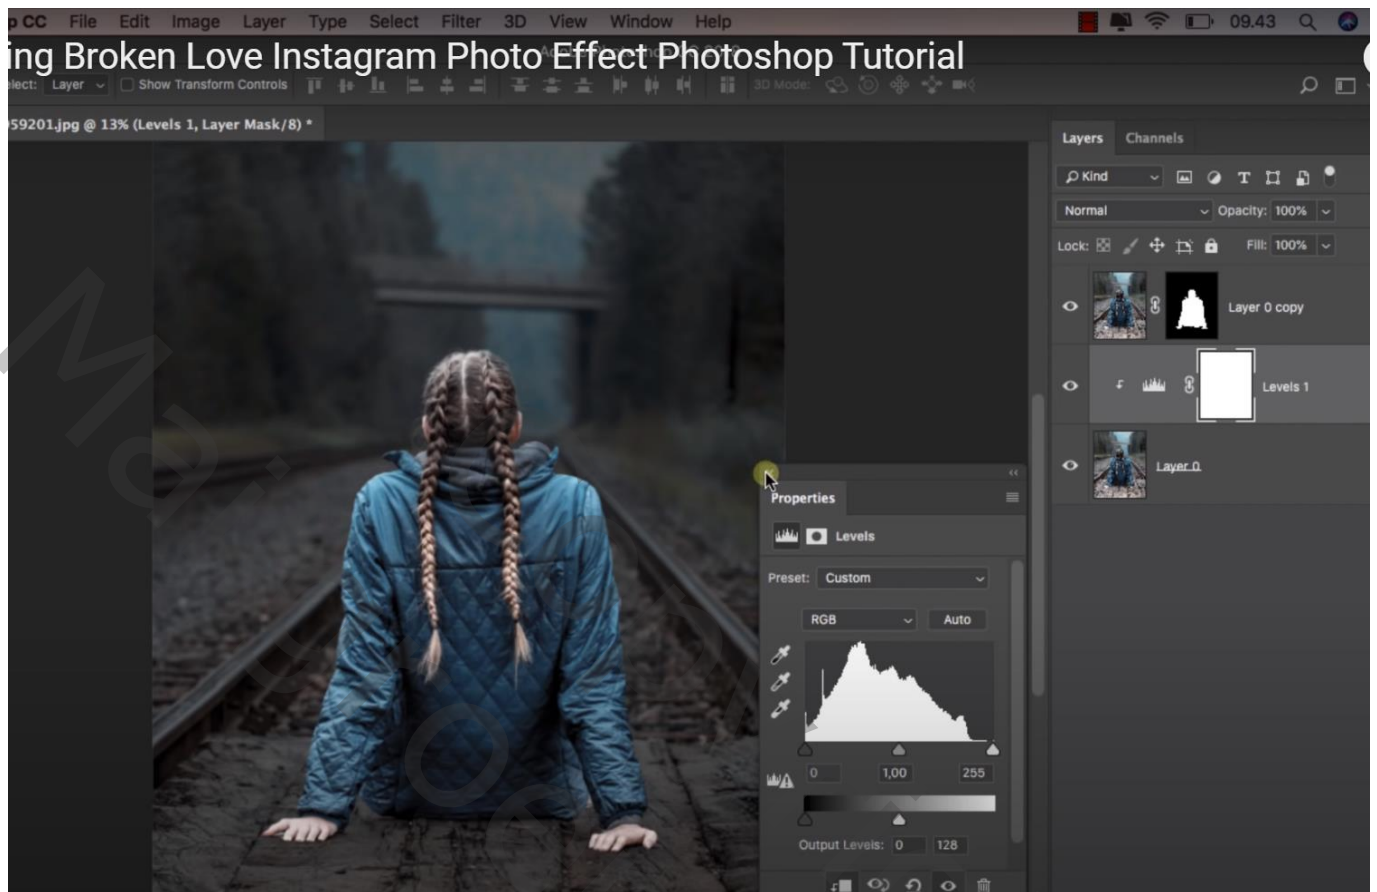 p CC File Edit Image Layer Type Select Filter 3D View Window Help 09.43
ing Broken Love Instagram Photo Effect Photoshop Tutorial
elect: Layer Show Transform Controls 3D Mode:
959201.jpg @ 13% (Levels 1, Layer Mask/8) *
Layers Channels
Kind
Normal Opacity: 100%
Lock: Fill: 100%
Layer 0 copy
Levels 1
Layer 0
Properties
Levels
Preset: Custom
RGB Auto
0 1,00 255
Output Levels: 0 128